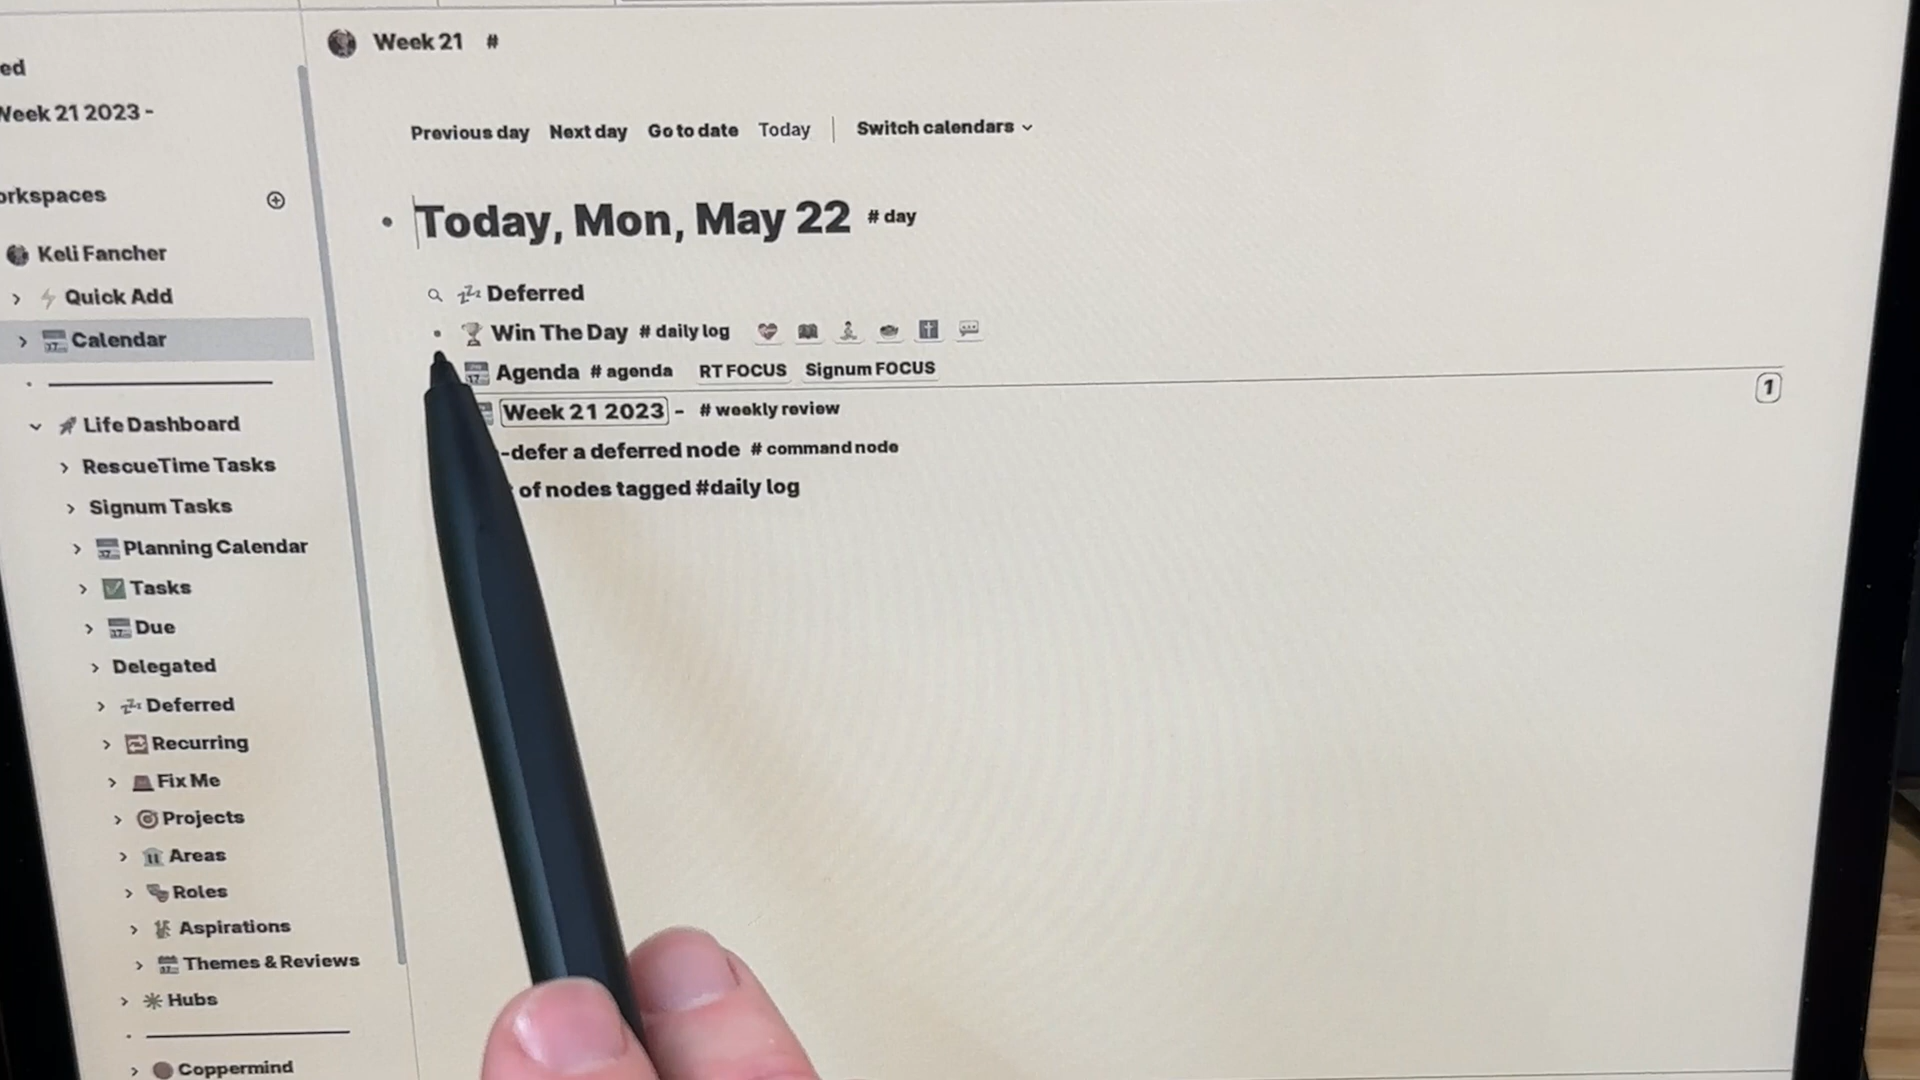 Week 21 #
ed
Week 21 2023 -
orkspaces
Keli Fancher
Quick Add
Calendar
Life Dashboard
RescueTime Tasks
Signum Tasks
Planning Calendar
Tasks
Due
Delegated
Deferred
Recurring
Fix Me
Projects
Areas
Roles
Aspirations
Themes & Reviews
Hubs
Coppermind
Previous day Next day Go to date Today Switch calendars
Today, Mon, May 22 # day
Deferred
Win The Day # daily log
Agenda # agenda RT FOCUS Signum FOCUS
Week 21 2023 - # weekly review
1
-defer a deferred node # command node
of nodes tagged #daily log